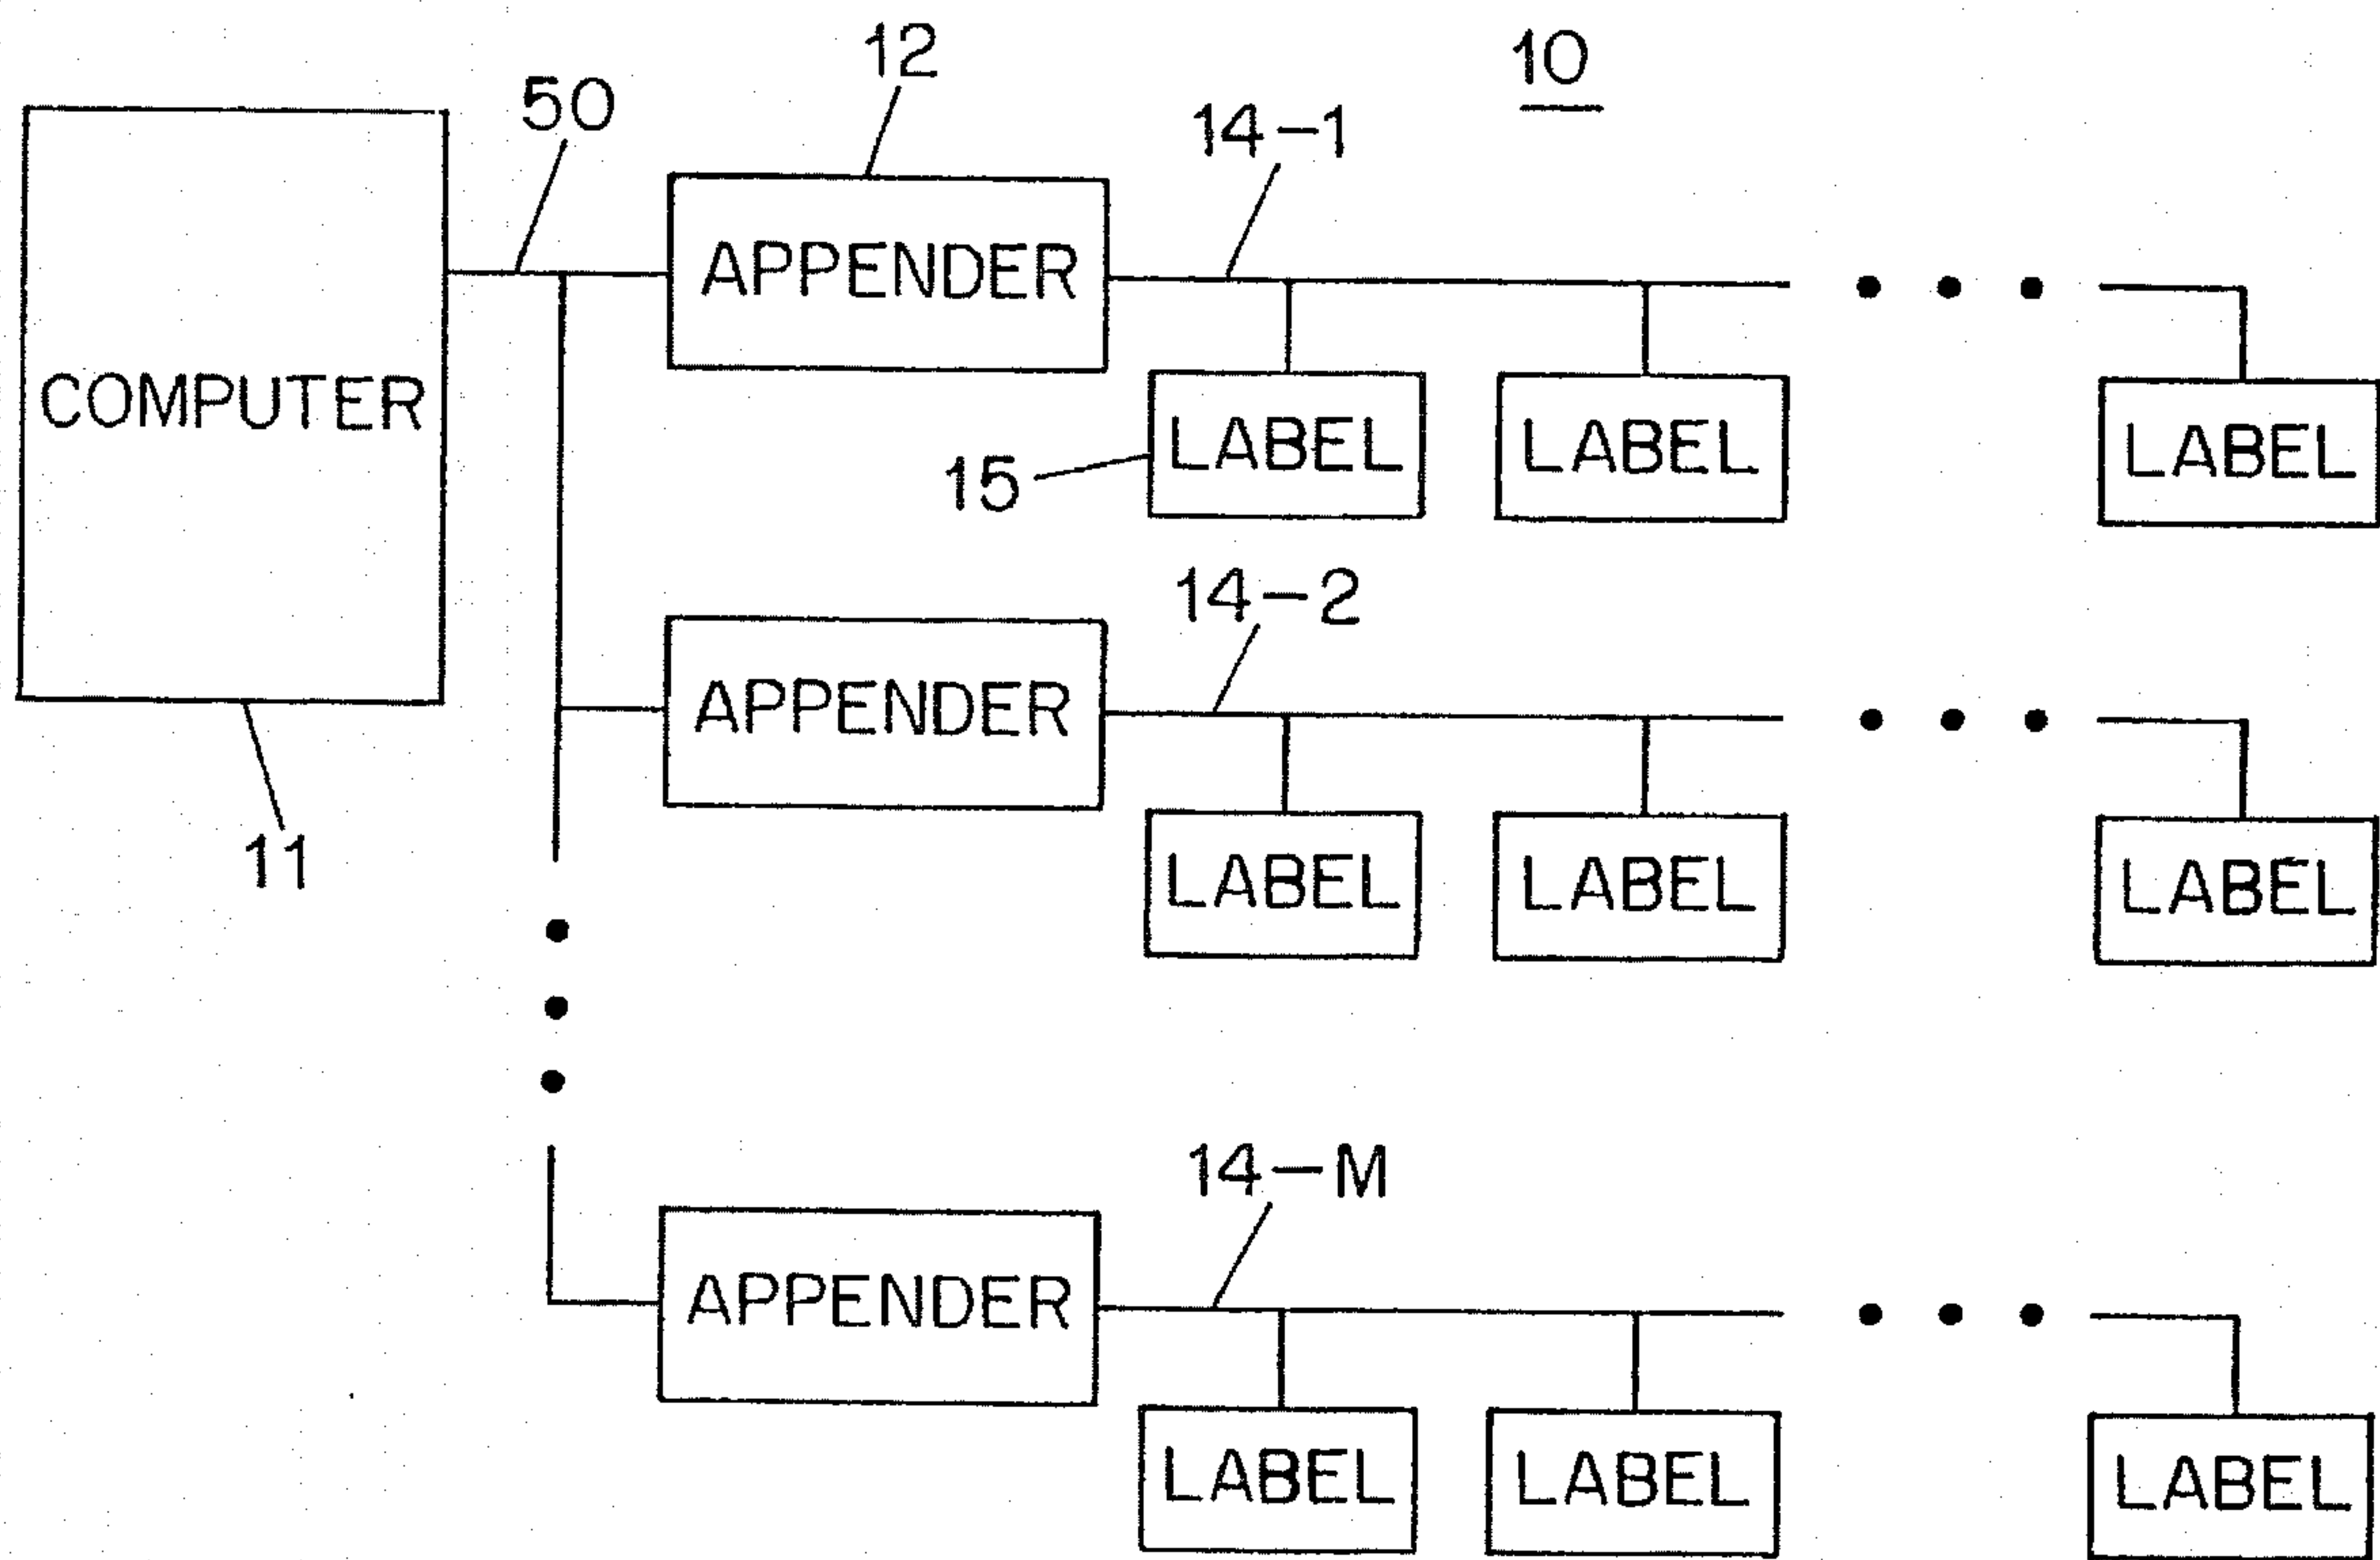 12
10
50
14-1
APPENDER
COMPUTER
LABEL LABEL LABEL
15
14-2
APPENDER
11
LABEL LABEL LABEL
14-M
APPENDER
LABEL LABEL LABEL